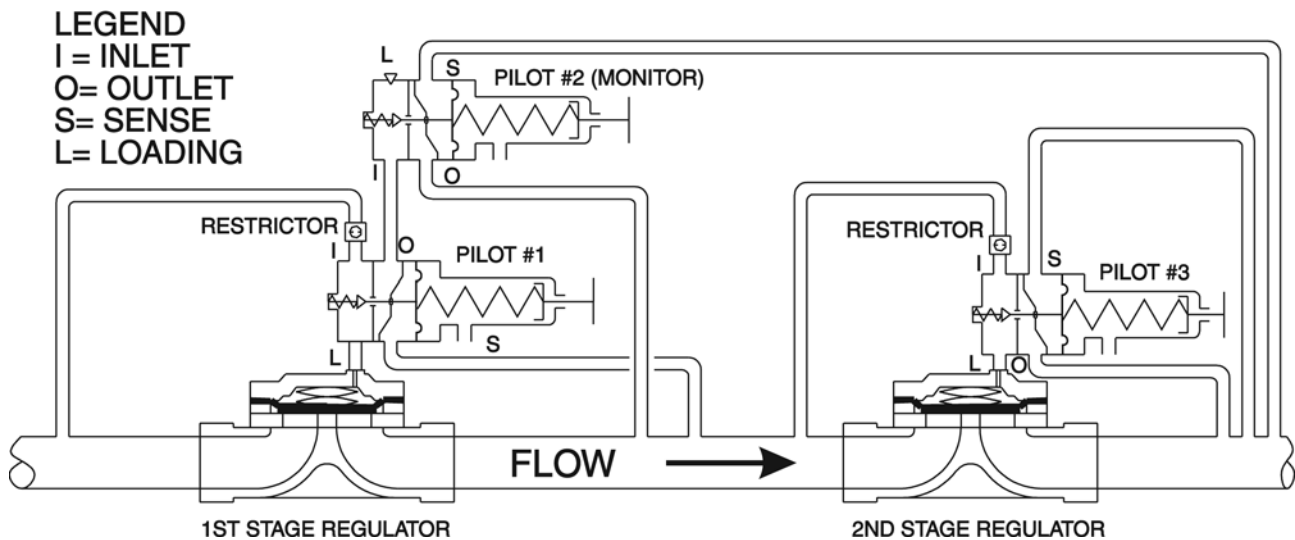 LEGEND
I = INLET
O= OUTLET
S= SENSE
L= LOADING
L
S
PILOT #2 (MONITOR)
I
O
RESTRICTOR
I
O
PILOT #1
L
S
RESTRICTOR
I
S
PILOT #3
L
O
FLOW
1ST STAGE REGULATOR
2ND STAGE REGULATOR